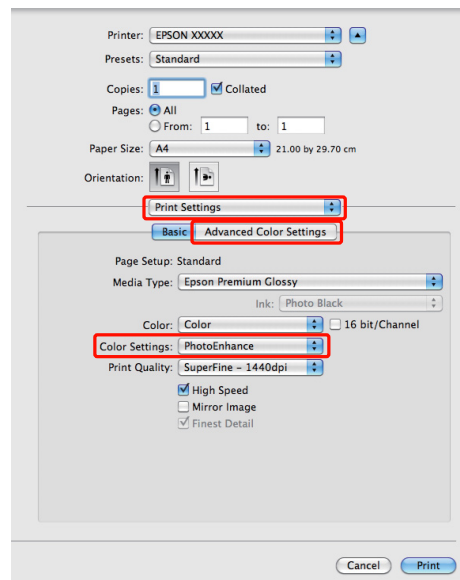 Printer: EPSON XXXXX
Presets: Standard
Copies: 1 Collated
Pages: All
From: 1 to: 1
Paper Size: A4 21.00 by 29.70 cm
Orientation:
Print Settings
Basic Advanced Color Settings
Page Setup: Standard
Media Type: Epson Premium Glossy
Ink: Photo Black
Color: Color 16 bit/Channel
Color Settings: PhotoEnhance
Print Quality: SuperFine – 1440dpi
High Speed
Mirror Image
Finest Detail
Cancel Print